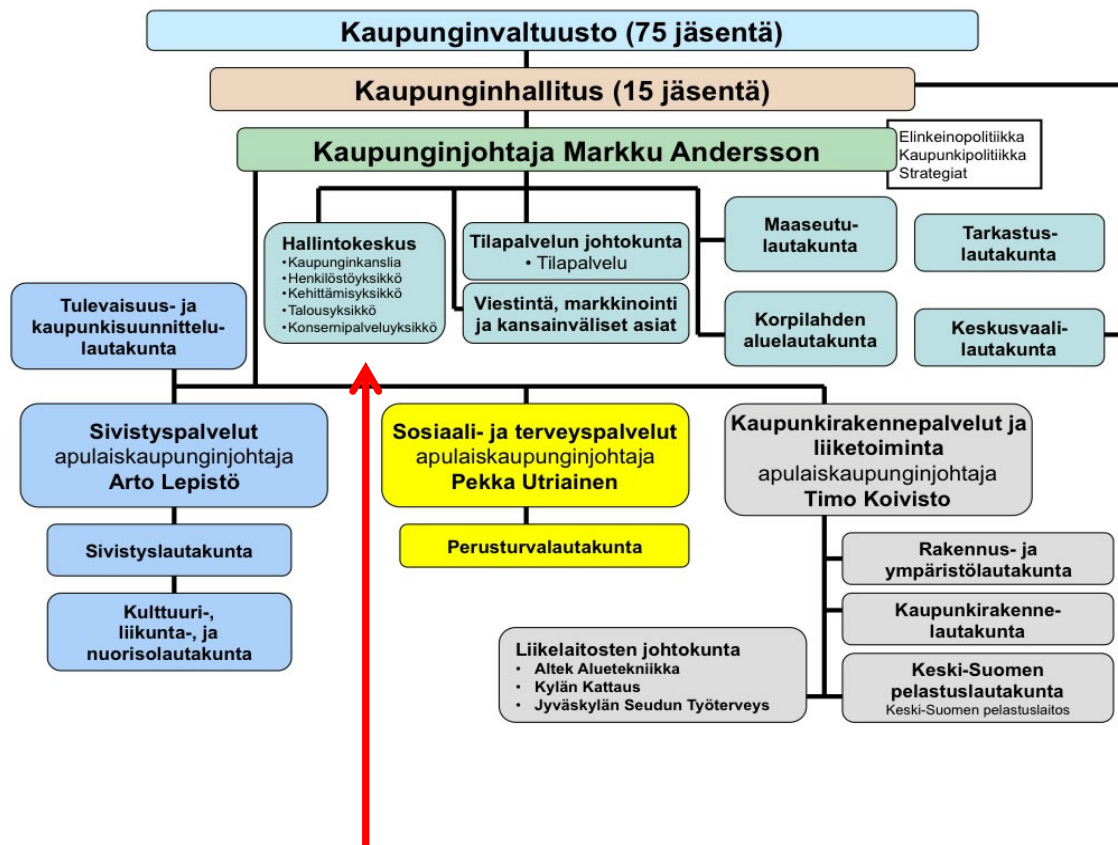 Kaupunginvaltuusto (75 jäsentä)
Kaupunginhallitus (15 jäsentä)
Kaupunginjohtaja Markku Andersson
Elinkeinopolitiikka
Kaupunkipolitiikka
Strategiat
Hallintokeskus
•Kaupunginkanslia
•Henkilöstöyksikkö
•Kehittämisyksikkö
•Talousyksikkö
•Konsernipalveluyksikkö
Tilapalvelun johtokunta
• Tilapalvelu
Viestintä, markkinointi
ja kansainväliset asiat
Maaseutu-
lautakunta
Tarkastus-
lautakunta
Korpilahden
aluelautakunta
Keskusvaali-
lautakunta
Tulevaisuus- ja
kaupunkisuunnittelu-
lautakunta
Sivistyspalvelut
apulaiskaupunginjohtaja
Arto Lepistö
Sosiaali- ja terveyspalvelut
apulaiskaupunginjohtaja
Pekka Utriainen
Kaupunkirakennepalvelut ja
liiketoiminta
apulaiskaupunginjohtaja
Timo Koivisto
Sivistyslautakunta
Kulttuuri-,
liikunta-, ja
nuorisolautakunta
Perusturvalautakunta
Rakennus- ja
ympäristölautakunta
Kaupunkirakenne-
lautakunta
Keski-Suomen
pelastuslautakunta
Keski-Suomen pelastuslaitos
Liikelaitosten johtokunta
• Altek Aluetekniikka
• Kylän Kattaus
• Jyväskylän Seudun Työterveys